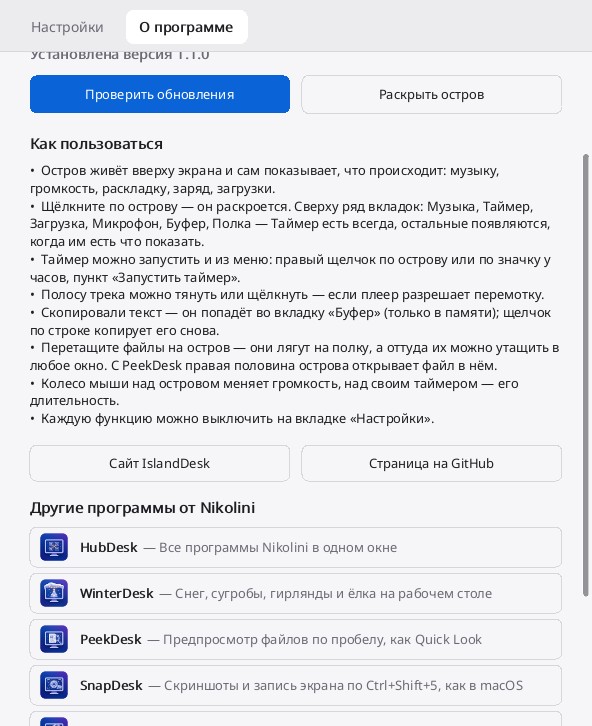 Настройки
О программе
Установлена версия 1.1.0
Проверить обновления
Раскрыть остров
Как пользоваться
• Остров живёт вверху экрана и сам показывает, что происходит: музыку,
громкость, раскладку, заряд, загрузки.
• Щёлкните по острову — он раскроется. Сверху ряд вкладок: Музыка, Таймер,
Загрузка, Микрофон, Буфер, Полка — Таймер есть всегда, остальные появляются,
когда им есть что показать.
• Таймер можно запустить и из меню: правый щелчок по острову или по значку у
часов, пункт «Запустить таймер».
• Полосу трека можно тянуть или щёлкнуть — если плеер разрешает перемотку.
• Скопировали текст — он попадёт во вкладку «Буфер» (только в памяти); щелчок
по строке копирует его снова.
• Перетащите файлы на остров — они лягут на полку, а оттуда их можно утащить в
любое окно. С PeekDesk правая половина острова открывает файл в нём.
• Колесо мыши над островом меняет громкость, над своим таймером — его
длительность.
• Каждую функцию можно выключить на вкладке «Настройки».
Сайт IslandDesk
Страница на GitHub
Другие программы от Nikolini
HubDesk — Все программы Nikolini в одном окне
WinterDesk — Снег, сугробы, гирлянды и ёлка на рабочем столе
PeekDesk — Предпросмотр файлов по пробелу, как Quick Look
SnapDesk — Скриншоты и запись экрана по Ctrl+Shift+5, как в macOS